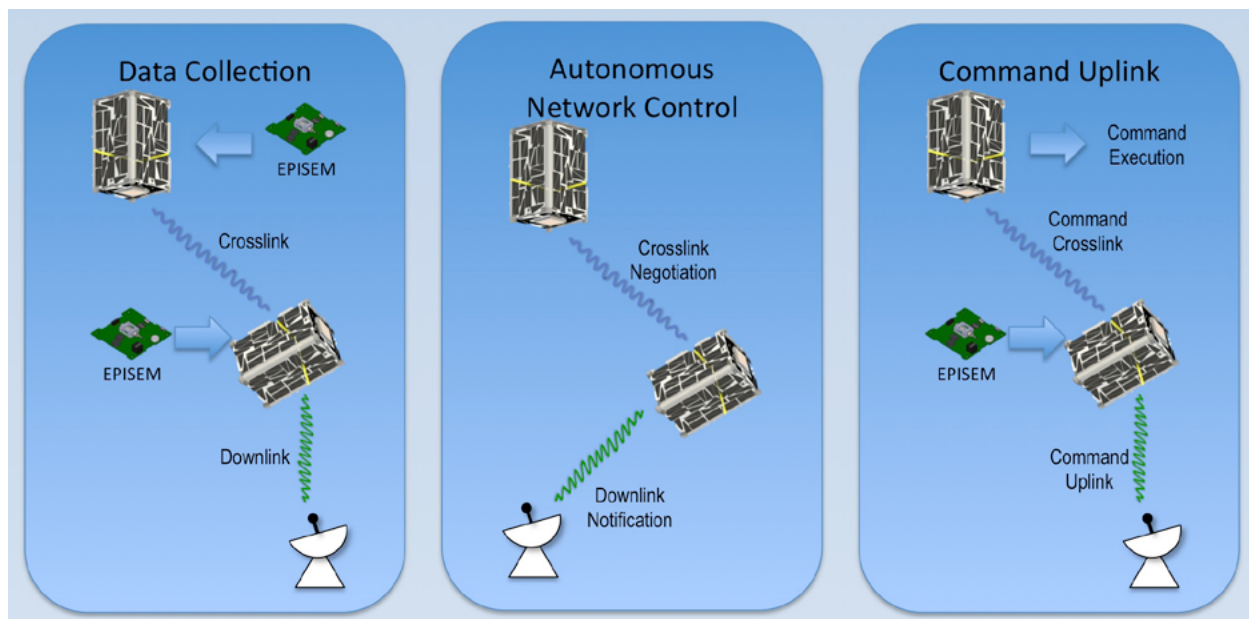 Data Collection
EPISEM
Crosslink
EPISEM
Downlink
Autonomous
Network Control
Crosslink
Negotiation
Downlink
Notification
Command Uplink
Command
Execution
Command
Crosslink
EPISEM
Command
Uplink